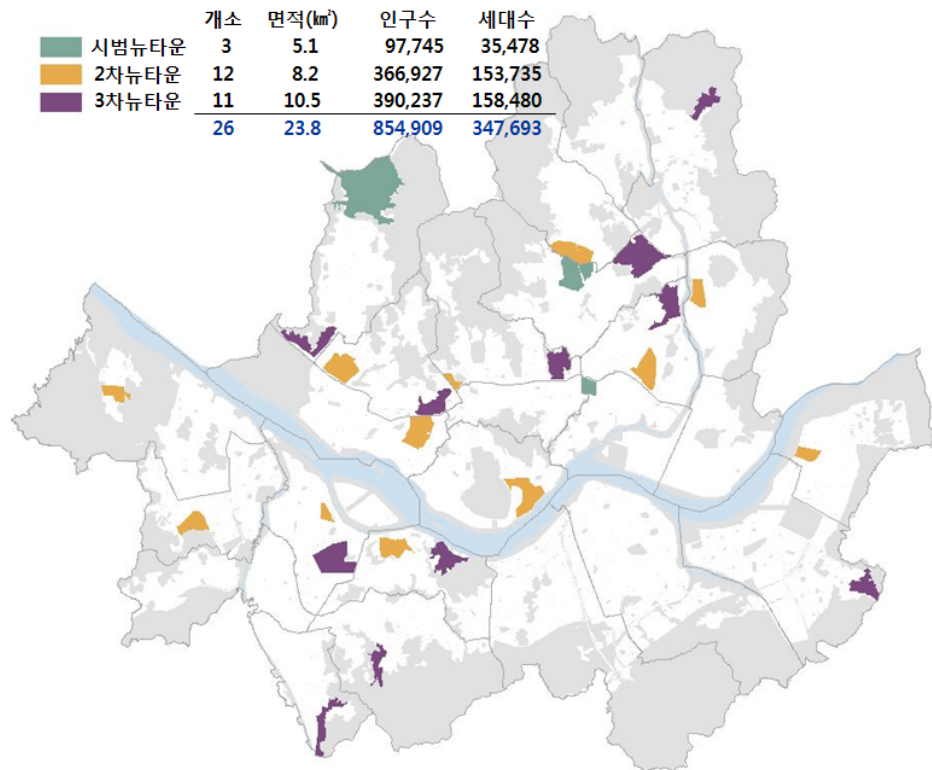 개소 면적(㎢) 인구수 세대수
시범뉴타운 3 5.1 97,745 35,478
2차뉴타운 12 8.2 366,927 153,735
3차뉴타운 11 10.5 390,237 158,480
26 23.8 854,909 347,693